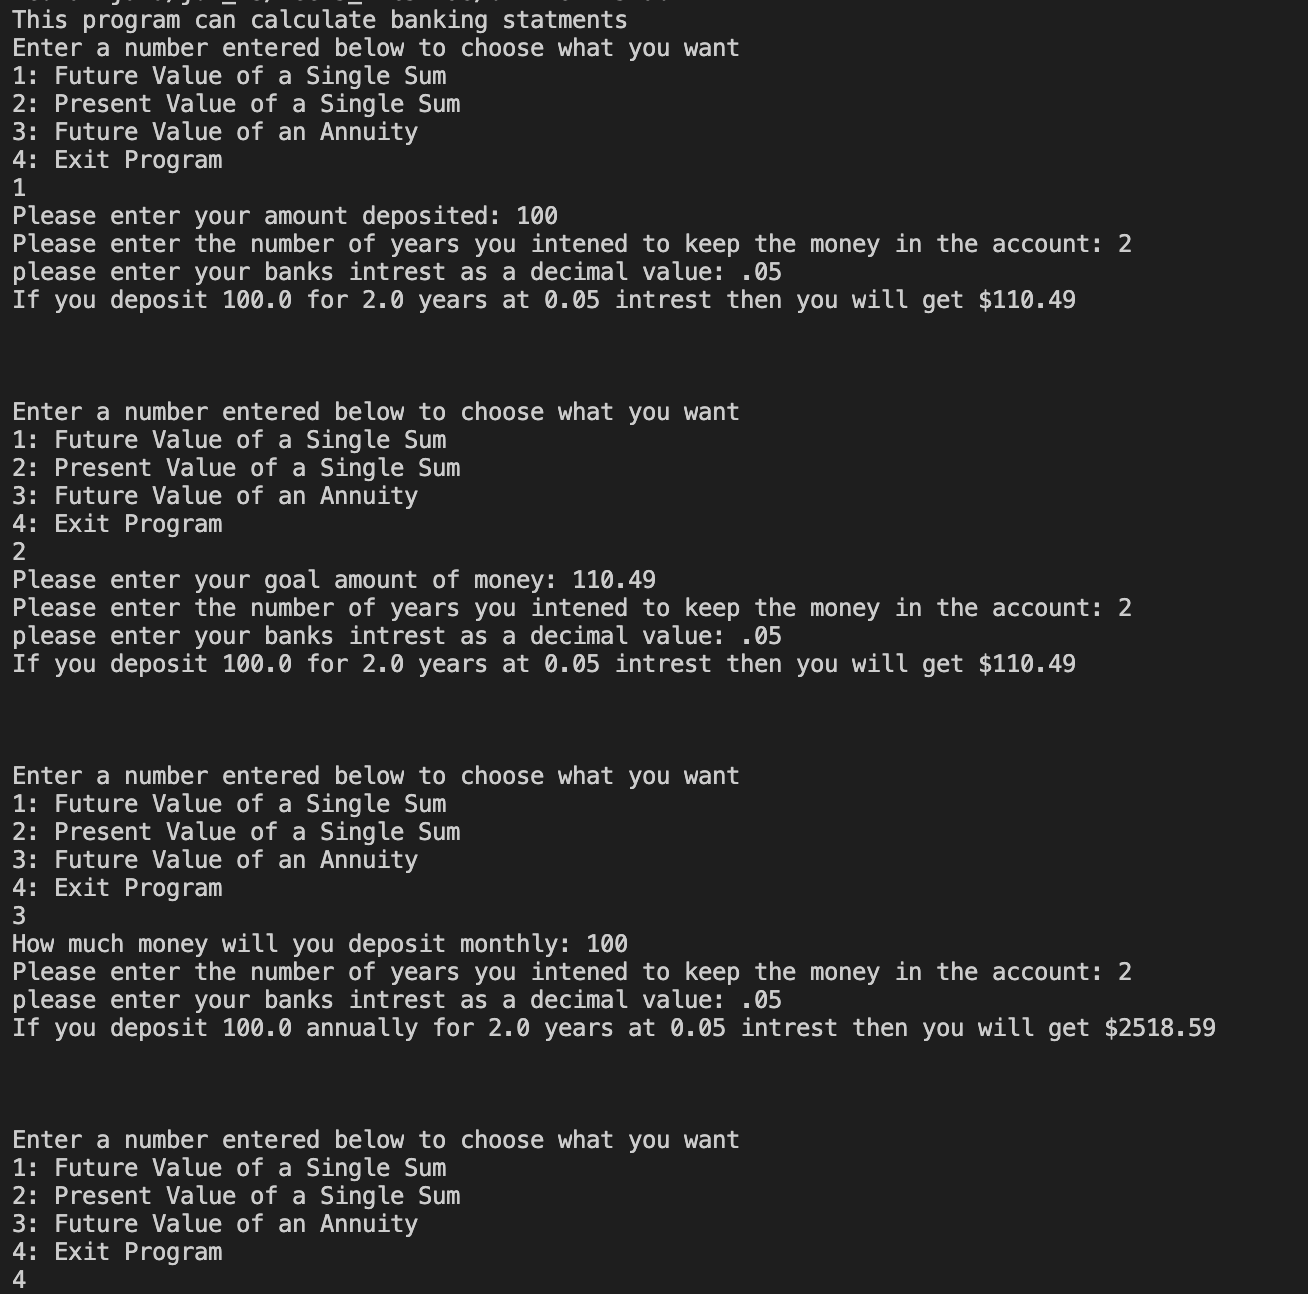 This program can calculate banking statments
Enter a number entered below to choose what you want
1: Future Value of a Single Sum
2: Present Value of a Single Sum
3: Future Value of an Annuity
4: Exit Program
1
Please enter your amount deposited: 100
Please enter the number of years you intened to keep the money in the account: 2
please enter your banks intrest as a decimal value: .05
If you deposit 100.0 for 2.0 years at 0.05 intrest then you will get $110.49
Enter a number entered below to choose what you want
1: Future Value of a Single Sum
2: Present Value of a Single Sum
3: Future Value of an Annuity
4: Exit Program
2
Please enter your goal amount of money: 110.49
Please enter the number of years you intened to keep the money in the account: 2
please enter your banks intrest as a decimal value: .05
If you deposit 100.0 for 2.0 years at 0.05 intrest then you will get $110.49
Enter a number entered below to choose what you want
1: Future Value of a Single Sum
2: Present Value of a Single Sum
3: Future Value of an Annuity
4: Exit Program
3
How much money will you deposit monthly: 100
Please enter the number of years you intened to keep the money in the account: 2
please enter your banks intrest as a decimal value: .05
If you deposit 100.0 annually for 2.0 years at 0.05 intrest then you will get $2518.59
Enter a number entered below to choose what you want
1: Future Value of a Single Sum
2: Present Value of a Single Sum
3: Future Value of an Annuity
4: Exit Program
4